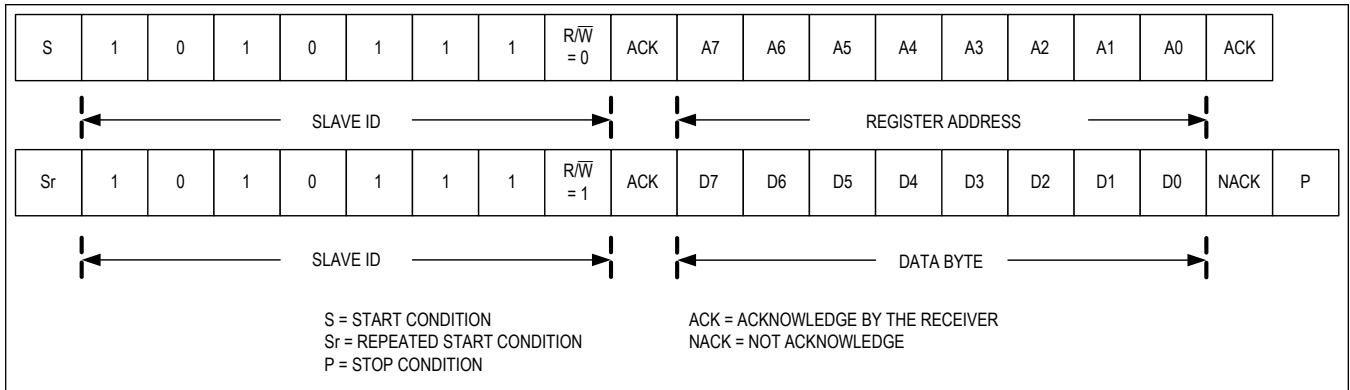 S 1 0 1 0 1 1 1 R/W̅ = 0 ACK A7 A6 A5 A4 A3 A2 A1 A0 ACK
SLAVE ID REGISTER ADDRESS
Sr 1 0 1 0 1 1 1 R/W̅ = 1 ACK D7 D6 D5 D4 D3 D2 D1 D0 NACK P
SLAVE ID DATA BYTE
S = START CONDITION
Sr = REPEATED START CONDITION
P = STOP CONDITION
ACK = ACKNOWLEDGE BY THE RECEIVER
NACK = NOT ACKNOWLEDGE